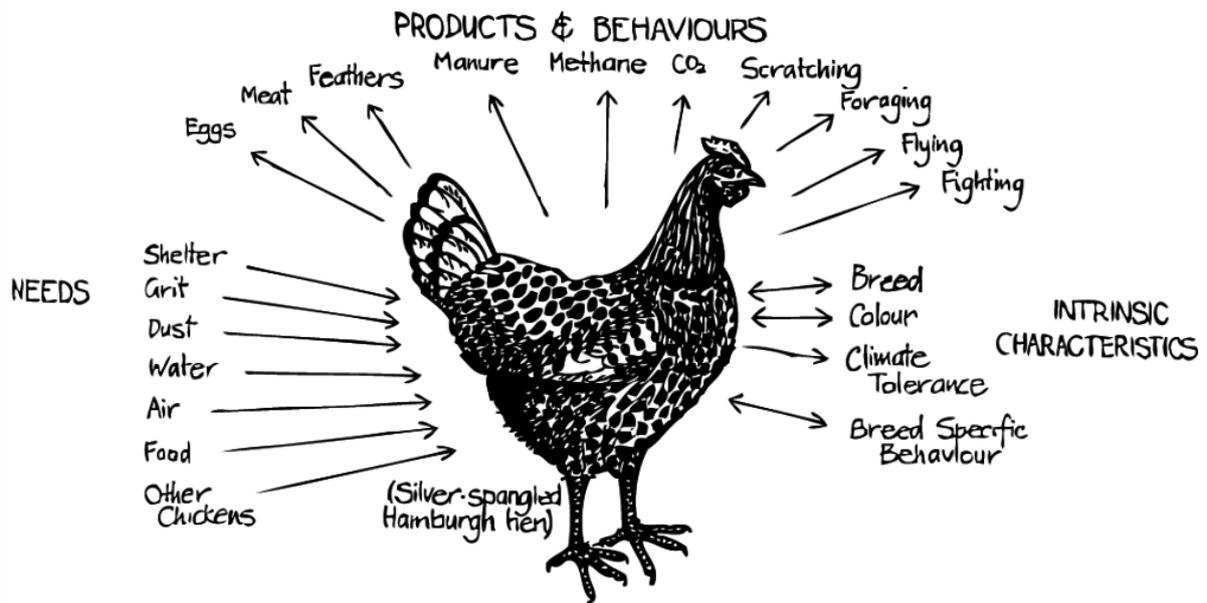 PRODUCTS & BEHAVIOURS
Eggs
Meat
Feathers
Manure
Methane
CO₂
Scratching
Foraging
Flying
Fighting
NEEDS
Shelter
Grit
Dust
Water
Air
Food
Other
Chickens
(Silver-spangled
Hamburgh hen)
Breed
Colour
Climate
Tolerance
Breed Specific
Behaviour
INTRINSIC
CHARACTERISTICS